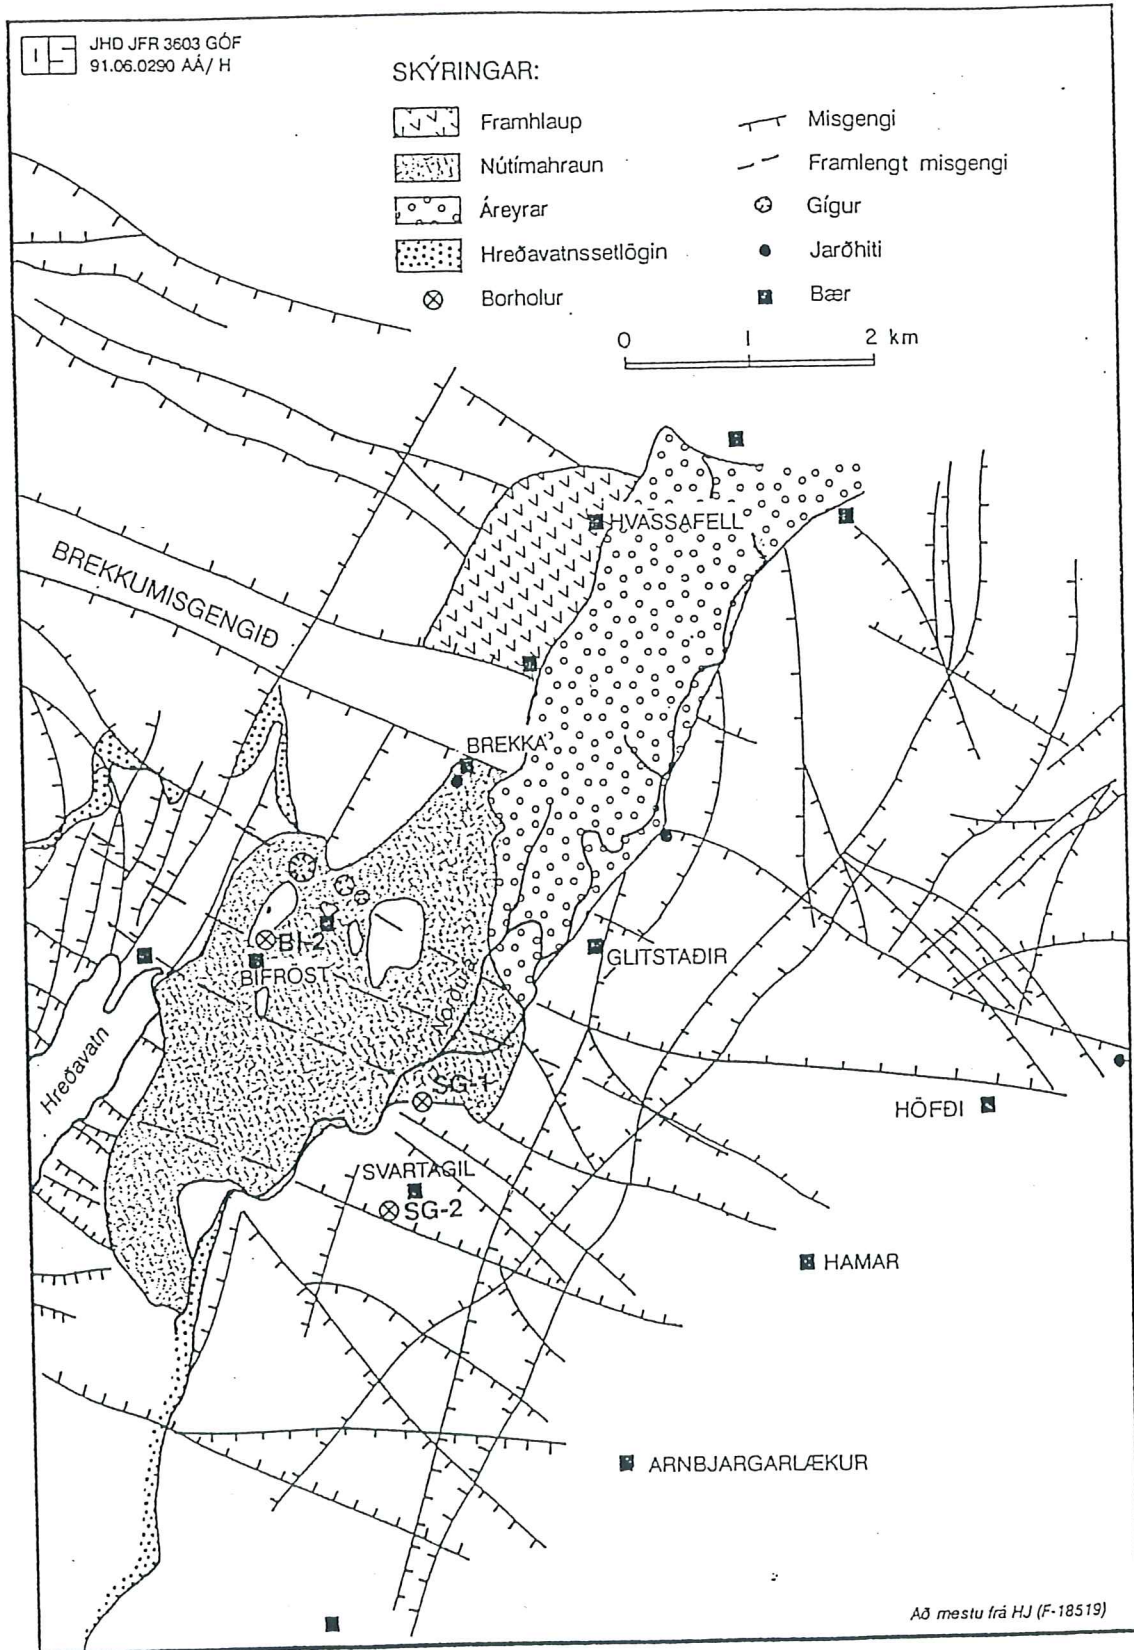 JHD JFR 3603 GÓF
91.06.0290 AÁ/ H
SKÝRINGAR:
Framhlaup
Nútímahraun
Áreyrar
Hreðavatnssetlögin
Borholur
Misgengi
Framlengt misgengi
Gígur
Jarðhiti
Bær
0 1 2 km
HVASSAFELL
BREKKUMISGENGIÐ
BREKKA
BI-2
BIFRÖST
GLITSTAÐIR
Norðurá
Hreðavatn
SG-1
HÖFÐI
SVARTAGIL
SG-2
HAMAR
ARNBJARGARLÆKUR
Að mestu frá HJ (F-18519)